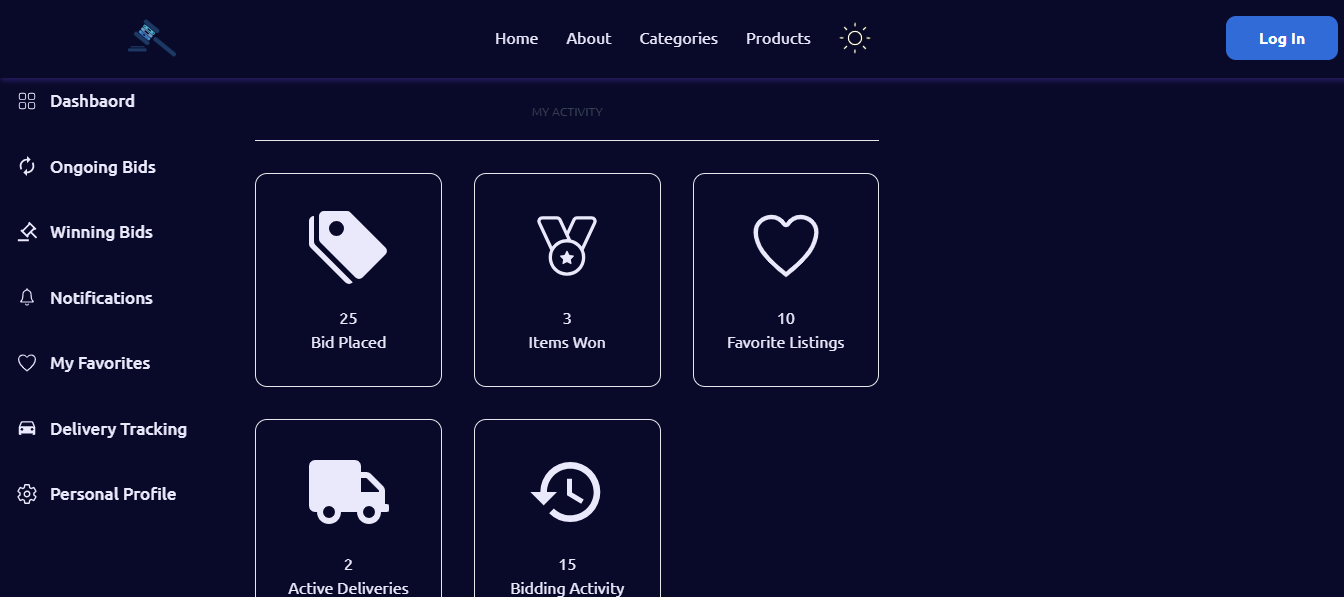 Home
About
Categories
Products
Log In
Dashbaord
Ongoing Bids
Winning Bids
Notifications
My Favorites
Delivery Tracking
Personal Profile
MY ACTIVITY
25
Bid Placed
3
Items Won
10
Favorite Listings
2
Active Deliveries
15
Bidding Activity